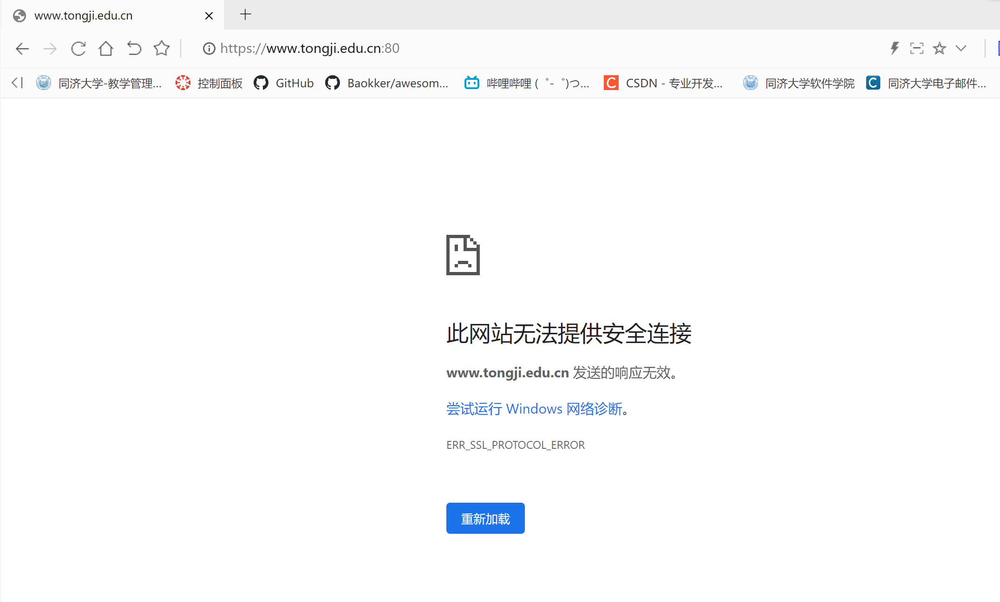 www.tongji.edu.cn
https://www.tongji.edu.cn:80
同济大学-教学管理... 控制面板 GitHub Baokker/awesom... 哔哩哔哩 (゜-゜)つ... CSDN - 专业开发... 同济大学软件学院 同济大学电子邮件...
此网站无法提供安全连接
www.tongji.edu.cn 发送的响应无效。
尝试运行 Windows 网络诊断。
ERR_SSL_PROTOCOL_ERROR
重新加载